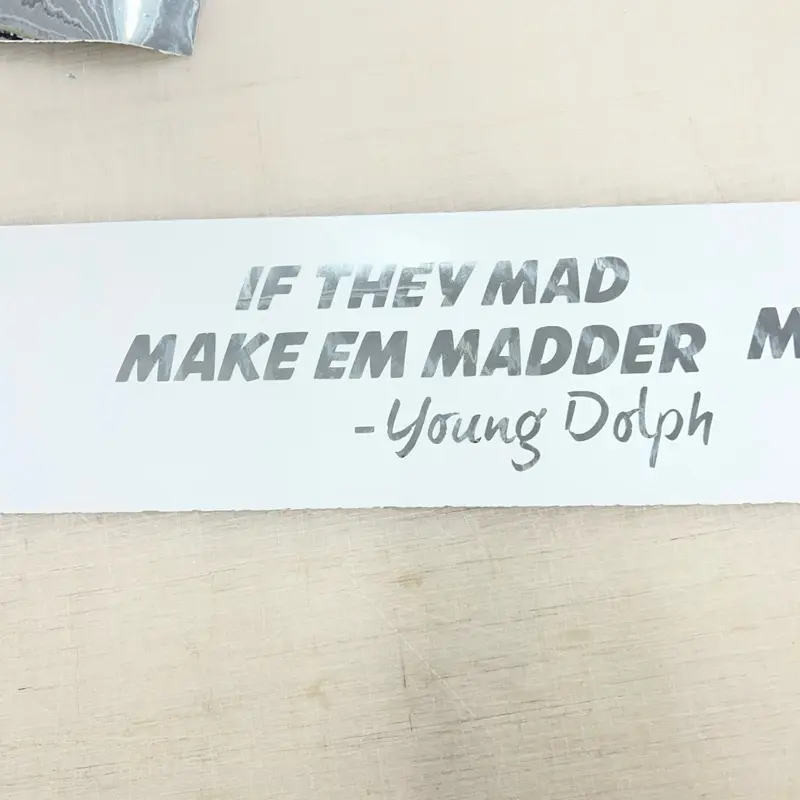 IF THEY MAD
MAKE EM MADDER
-Young Dolph
M